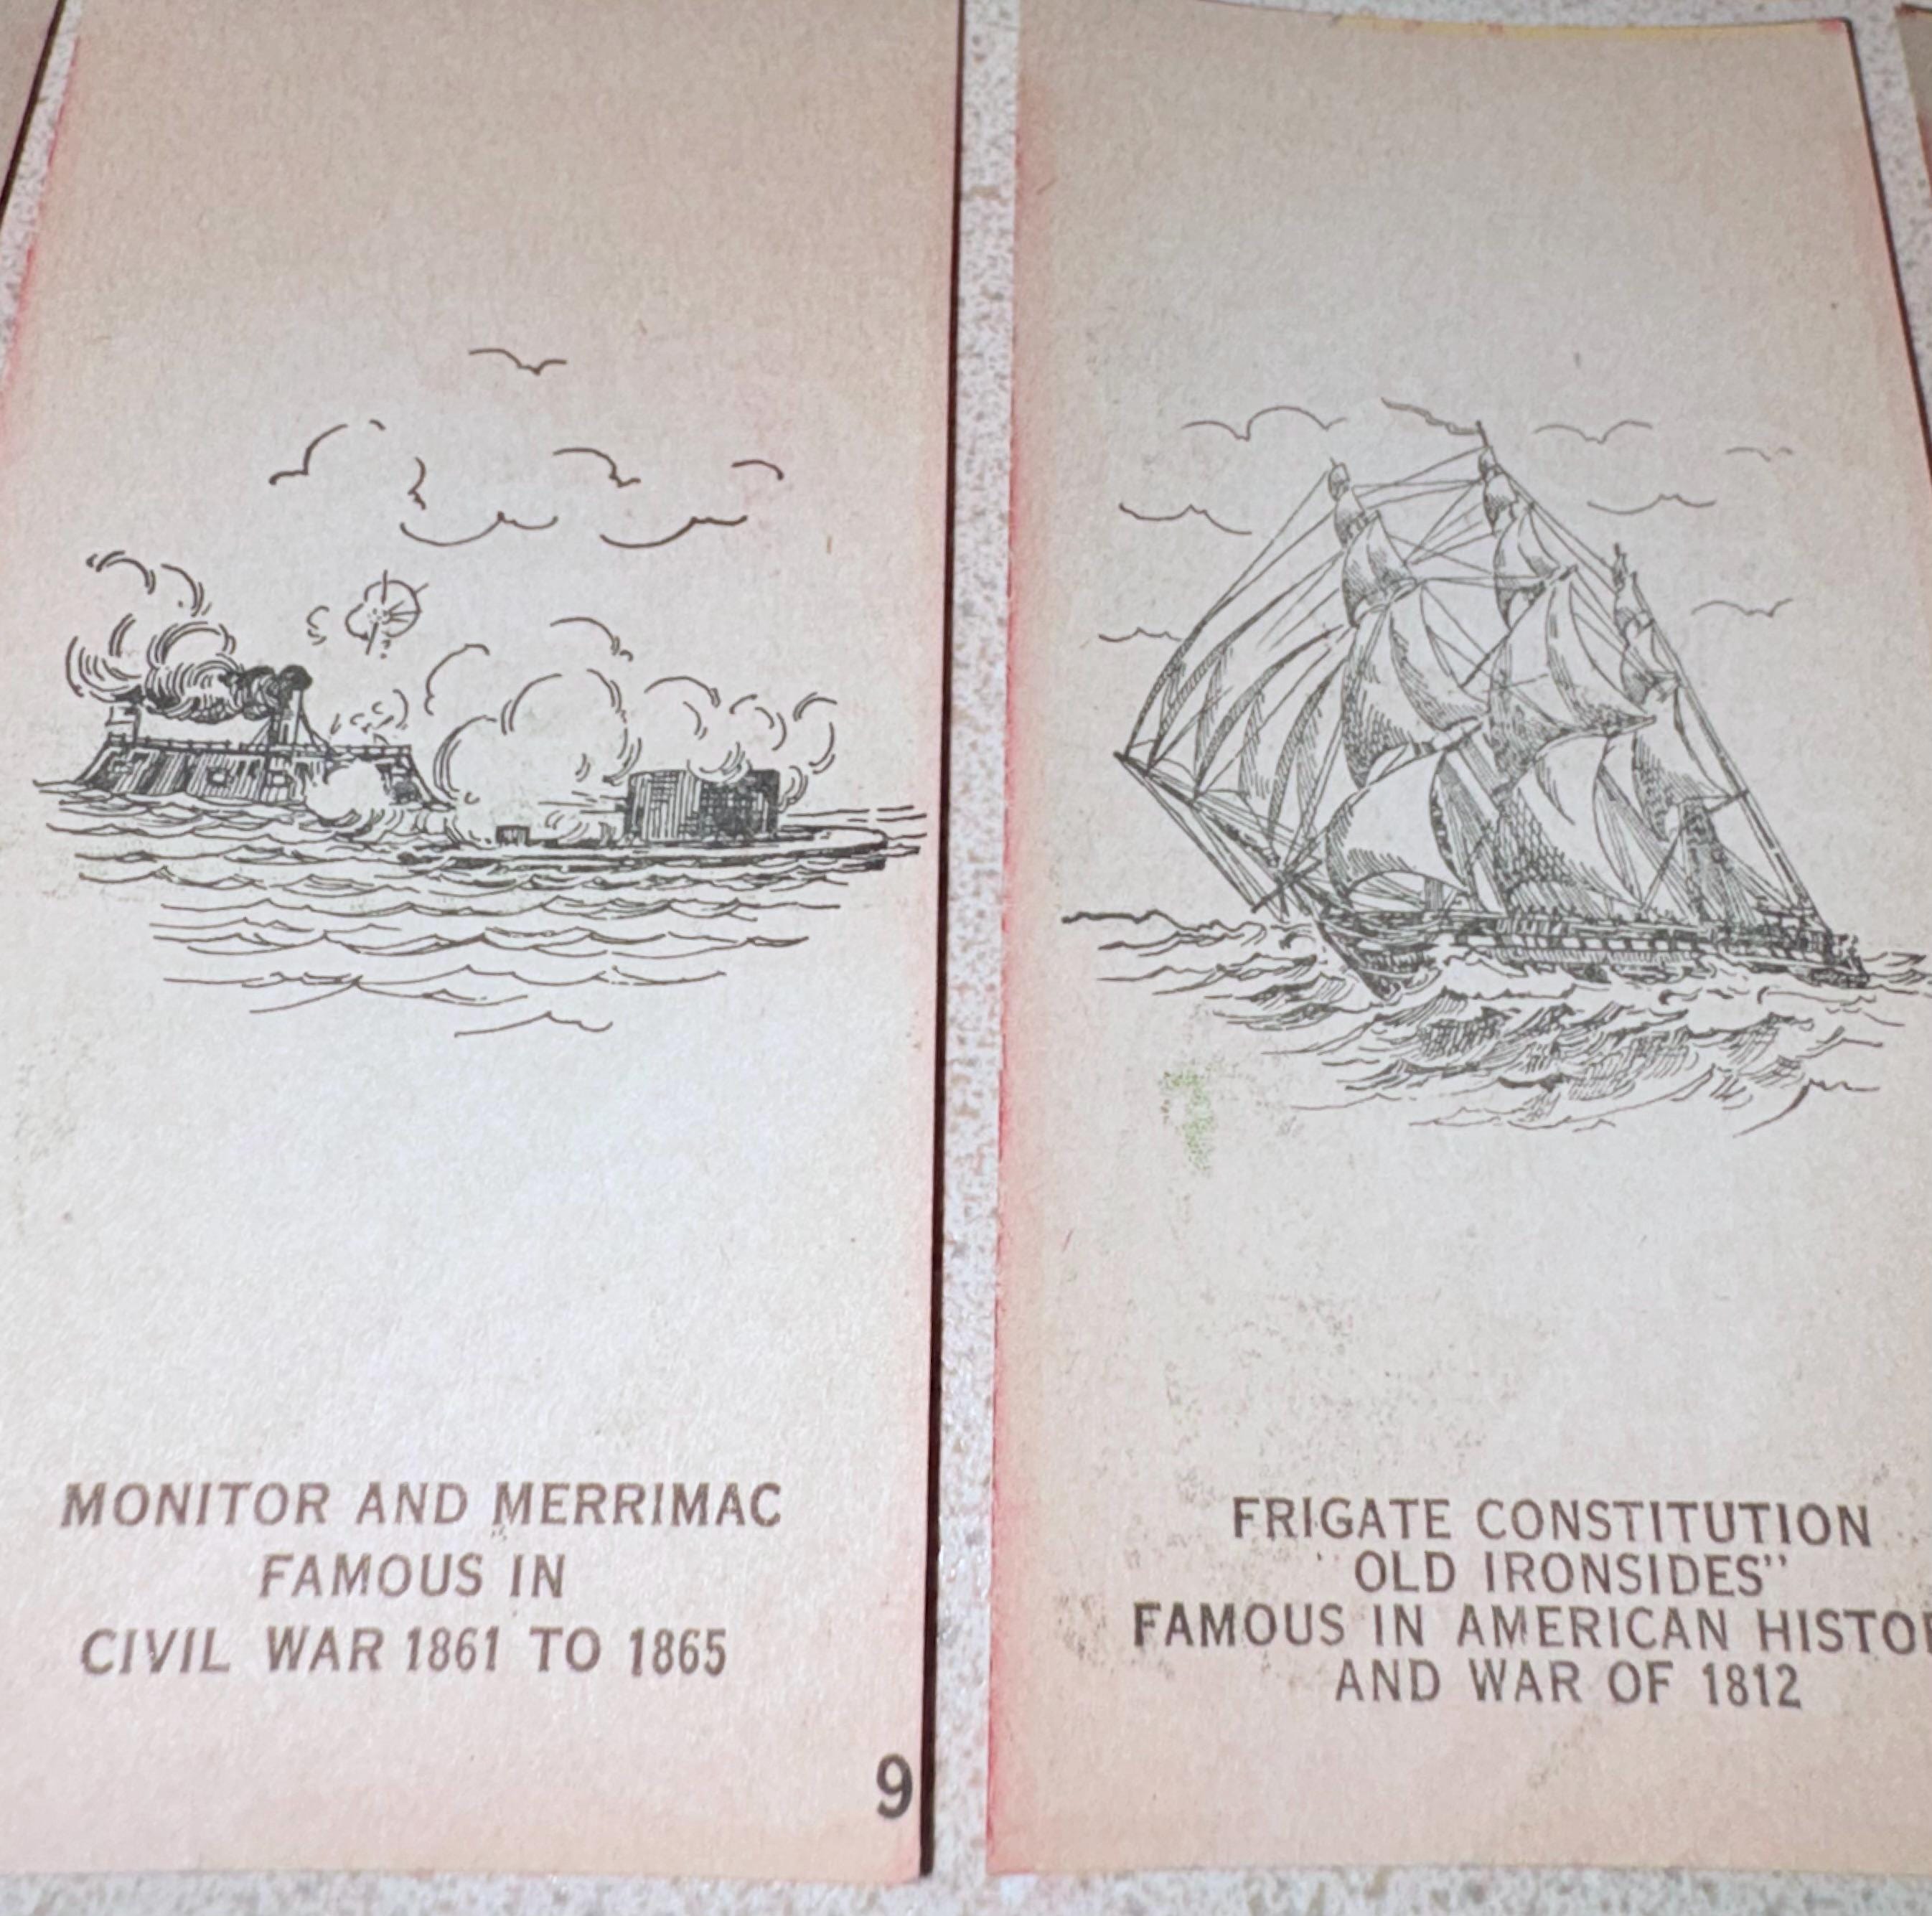 MONITOR AND MERRIMAC
FAMOUS IN
CIVIL WAR 1861 TO 1865
9
FRIGATE CONSTITUTION
"OLD IRONSIDES"
FAMOUS IN AMERICAN HISTO
AND WAR OF 1812